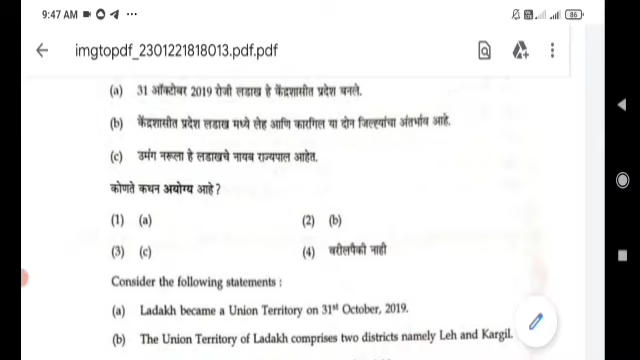 9:47 AM
86
imgtopdf_2301221818013.pdf.pdf
(a) 31 ऑक्टोबर 2019 रोजी लडाख हे केंद्रशासीत प्रदेश बनले.
(b) केंद्रशासीत प्रदेश लडाख मध्ये लेह आणि कारगिल या दोन जिल्ह्यांचा अंतर्भाव आहे.
(c) उमंग नरूला हे लडाखचे नायब राज्यपाल आहेत.
कोणते कथन अयोग्य आहे ?
(1) (a) (2) (b)
(3) (c) (4) वरीलपैकी नाही
Consider the following statements :
(a) Ladakh became a Union Territory on 31st October, 2019.
(b) The Union Territory of Ladakh comprises two districts namely Leh and Kargil.